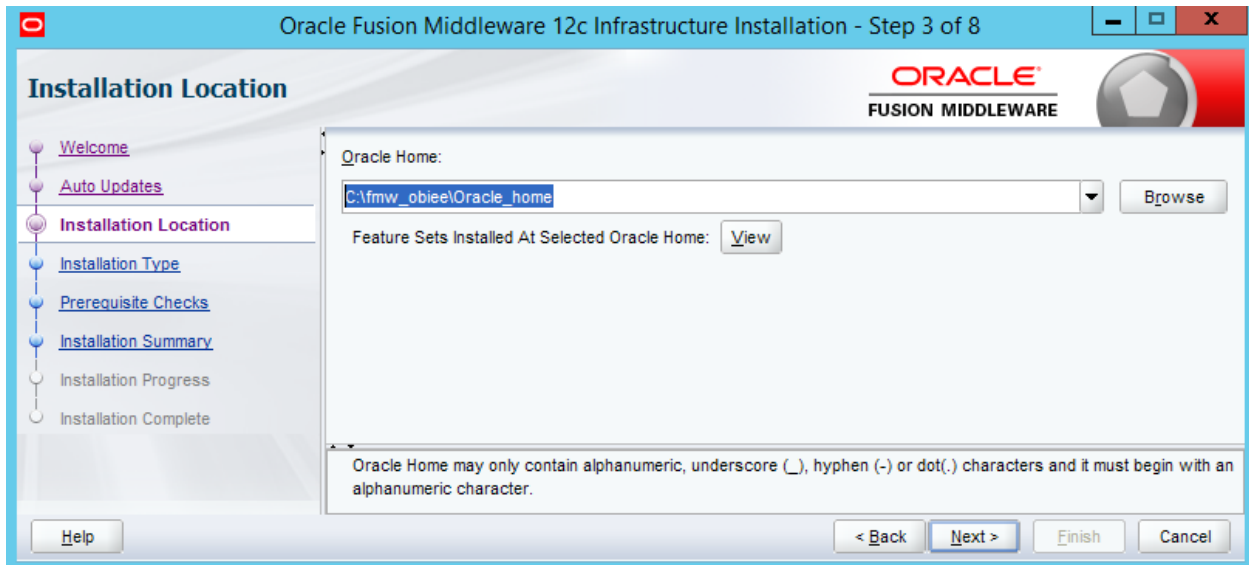 Oracle Fusion Middleware 12c Infrastructure Installation - Step 3 of 8
Installation Location
ORACLE
FUSION MIDDLEWARE
Welcome
Auto Updates
Installation Location
Installation Type
Prerequisite Checks
Installation Summary
Installation Progress
Installation Complete
Oracle Home:
C:\fmw_obiee\Oracle_home
Browse
Feature Sets Installed At Selected Oracle Home: View
Oracle Home may only contain alphanumeric, underscore (_), hyphen (-) or dot(.) characters and it must begin with an
alphanumeric character.
Help
< Back Next > Finish Cancel